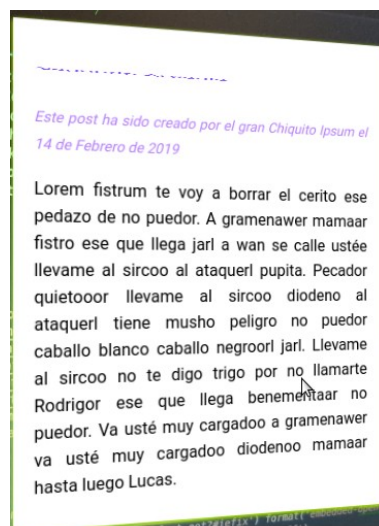 Este post ha sido creado por el gran Chiquito Ipsum el
14 de Febrero de 2019
Lorem fistrum te voy a borrar el cerito ese
pedazo de no puedor. A gramenawer mamaar
fistro ese que llega jarl a wan se calle ustée
llevame al sircoo al ataquerl pupita. Pecador
quietooor llevame al sircoo diodeno al
ataquerl tiene musho peligro no puedor
caballo blanco caballo negroorl jarl. Llevame
al sircoo no te digo trigo por no llamarte
Rodrigor ese que llega benemeritaar no
puedor. Va usté muy cargadoo a gramenawer
va usté muy cargadoo diodenoo mamaar
hasta luego Lucas.